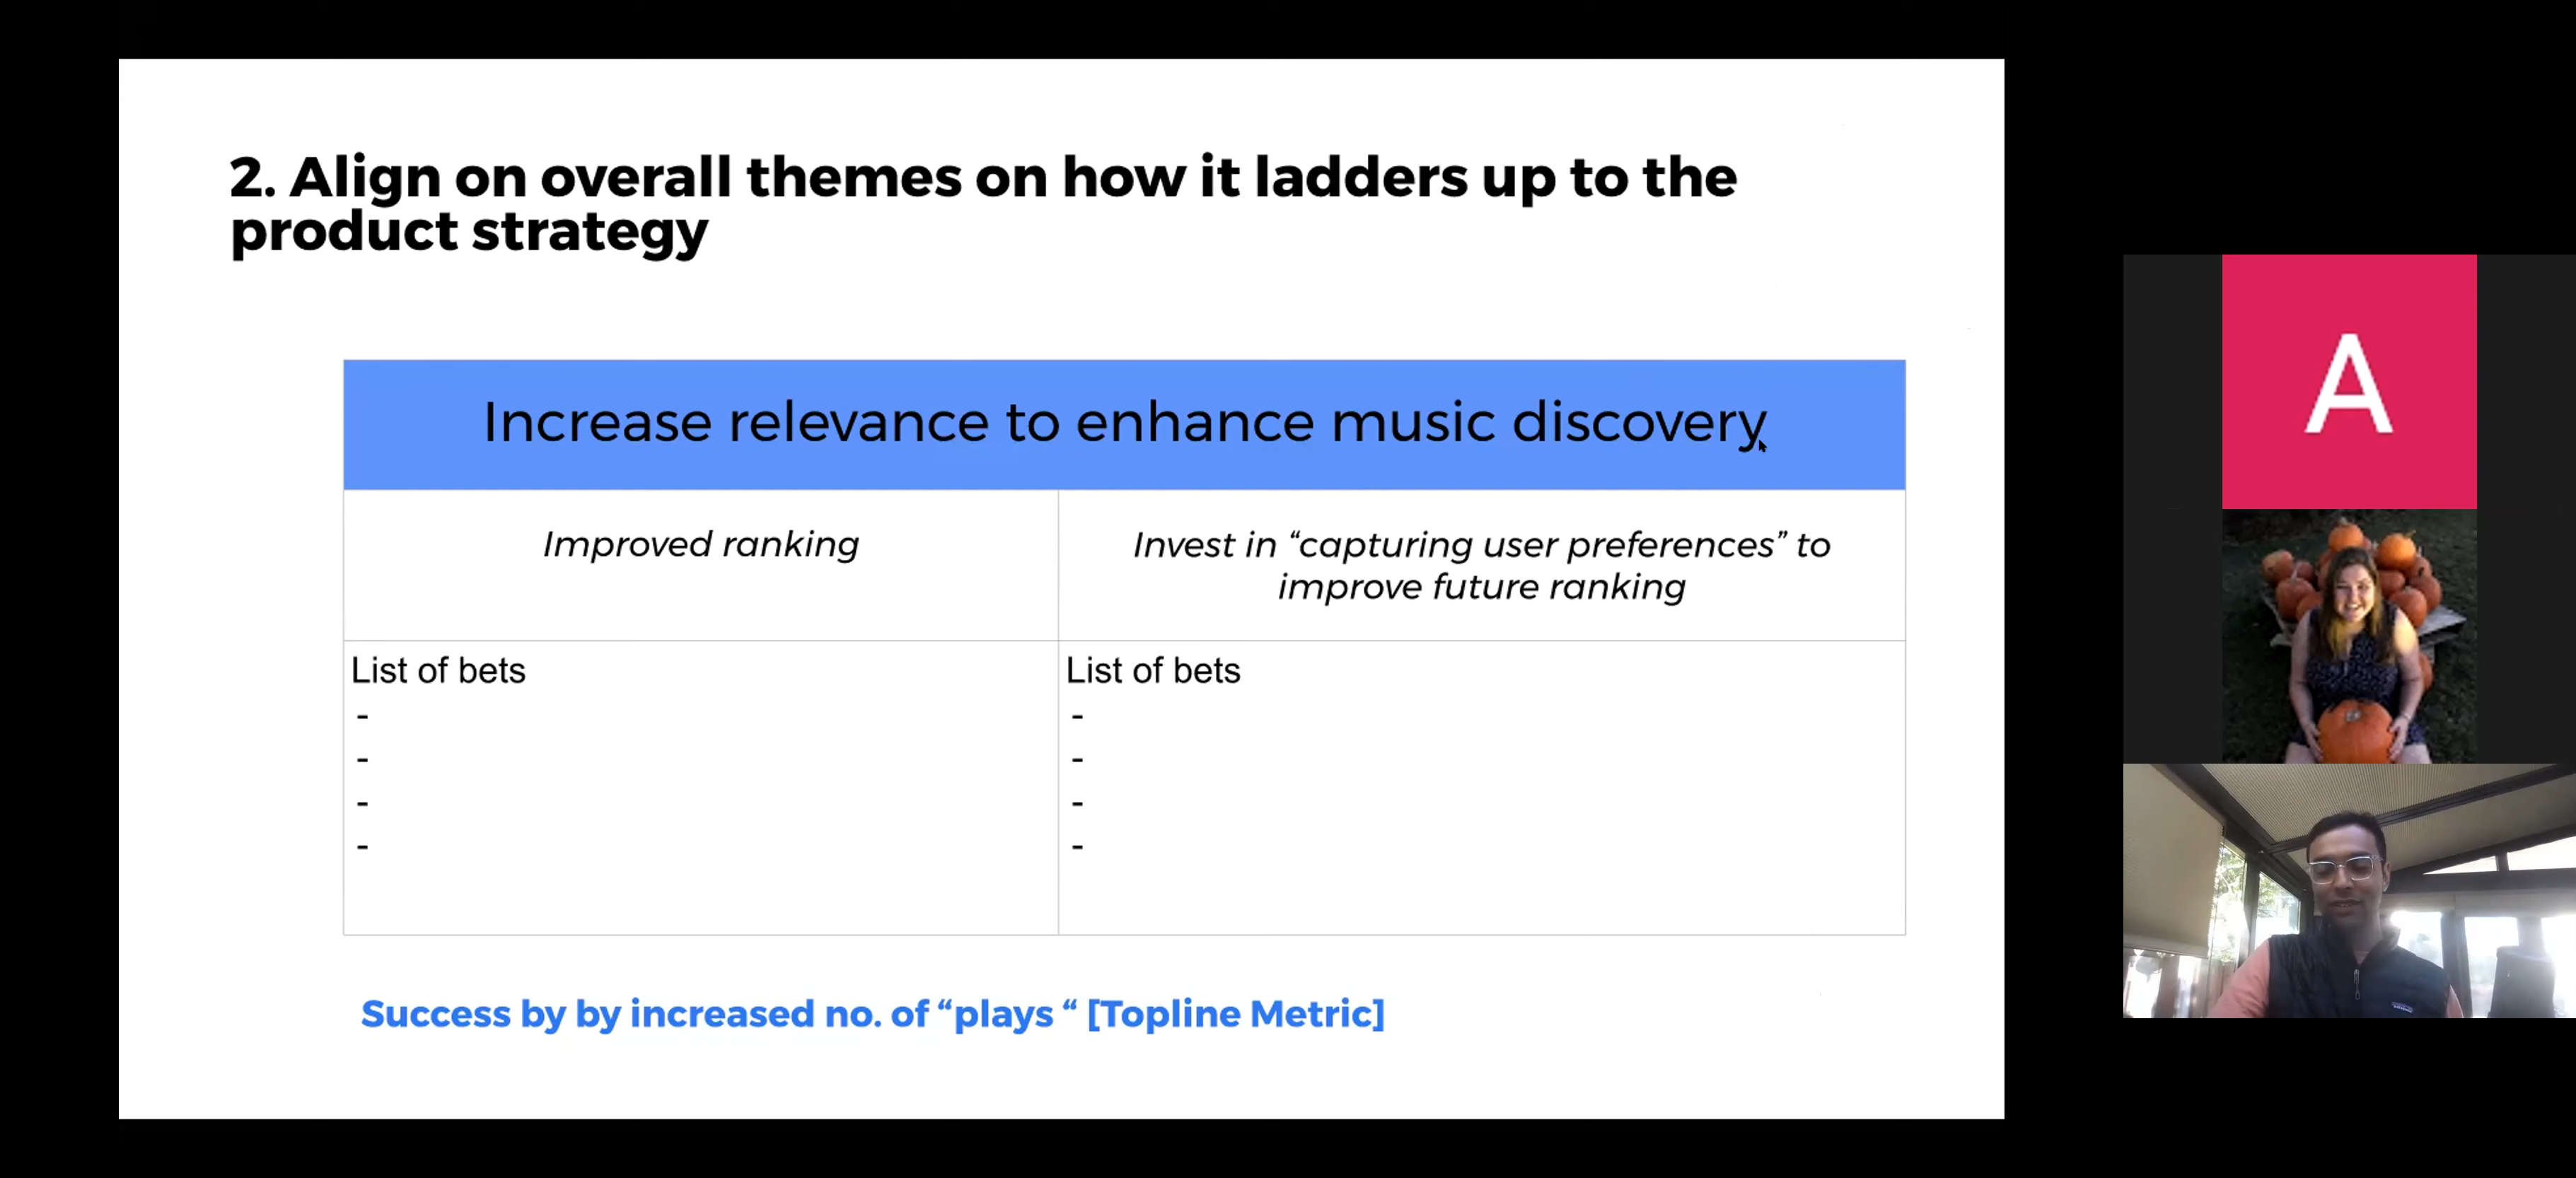 2. Align on overall themes on how it ladders up to the
product strategy
Increase relevance to enhance music discovery
Improved ranking
Invest in “capturing user preferences” to
improve future ranking
List of bets
-
-
-
-
List of bets
-
-
-
-
Success by by increased no. of “plays “ [Topline Metric]
A